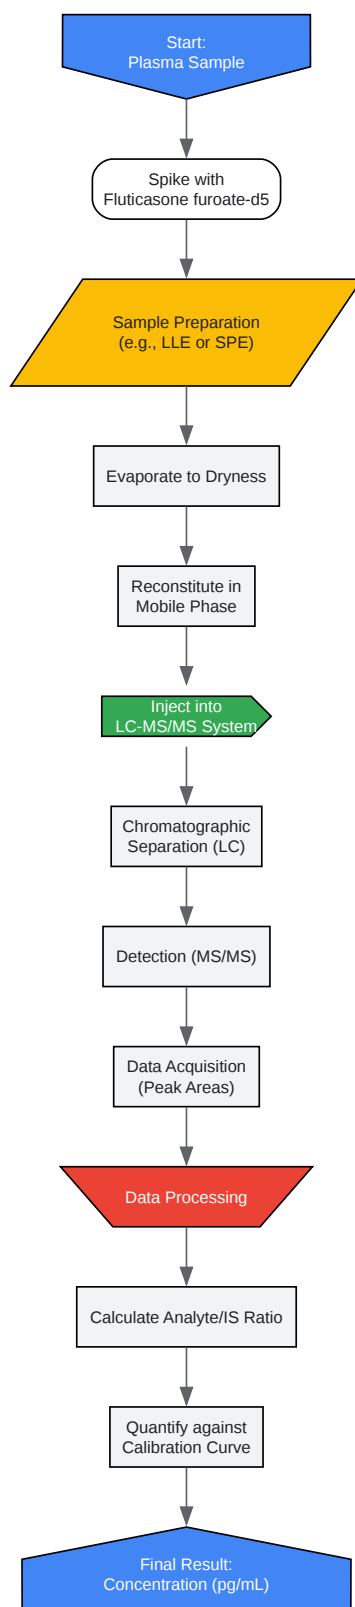 Start:
Plasma Sample
Spike with
Fluticasone furoate-d5
Sample Preparation
(e.g., LLE or SPE)
Evaporate to Dryness
Reconstitute in
Mobile Phase
Inject into
LC-MS/MS System
Chromatographic
Separation (LC)
Detection (MS/MS)
Data Acquisition
(Peak Areas)
Data Processing
Calculate Analyte/IS Ratio
Quantify against
Calibration Curve
Final Result:
Concentration (pg/mL)